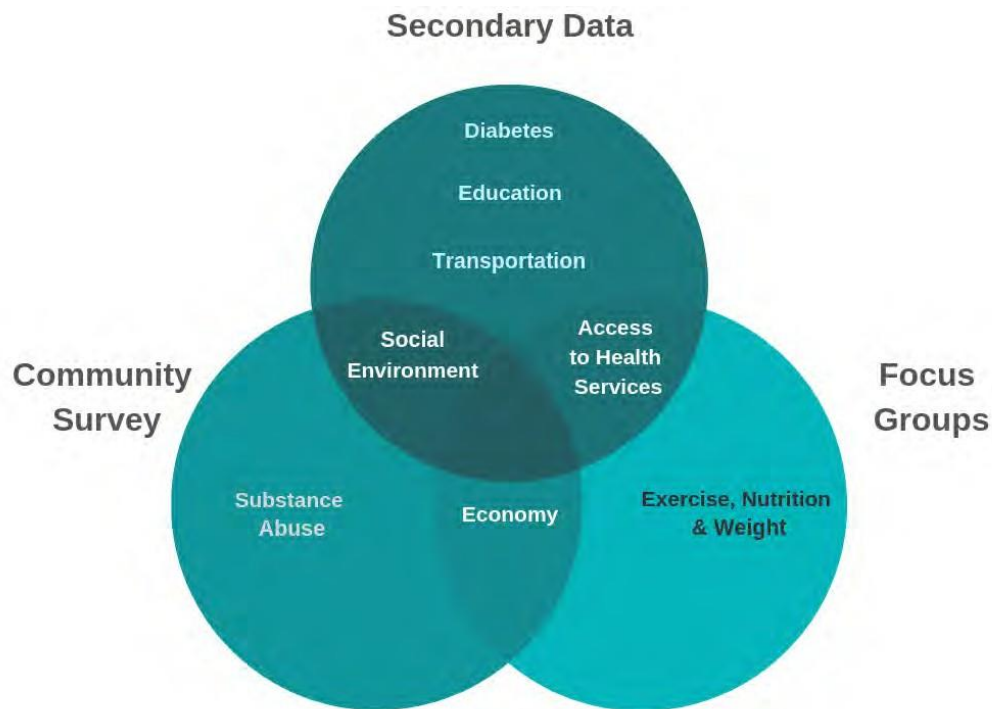 Secondary Data
Diabetes
Education
Transportation
Social
Environment
Access
to Health
Services
Community
Survey
Focus
Groups
Substance
Abuse
Economy
Exercise, Nutrition
& Weight